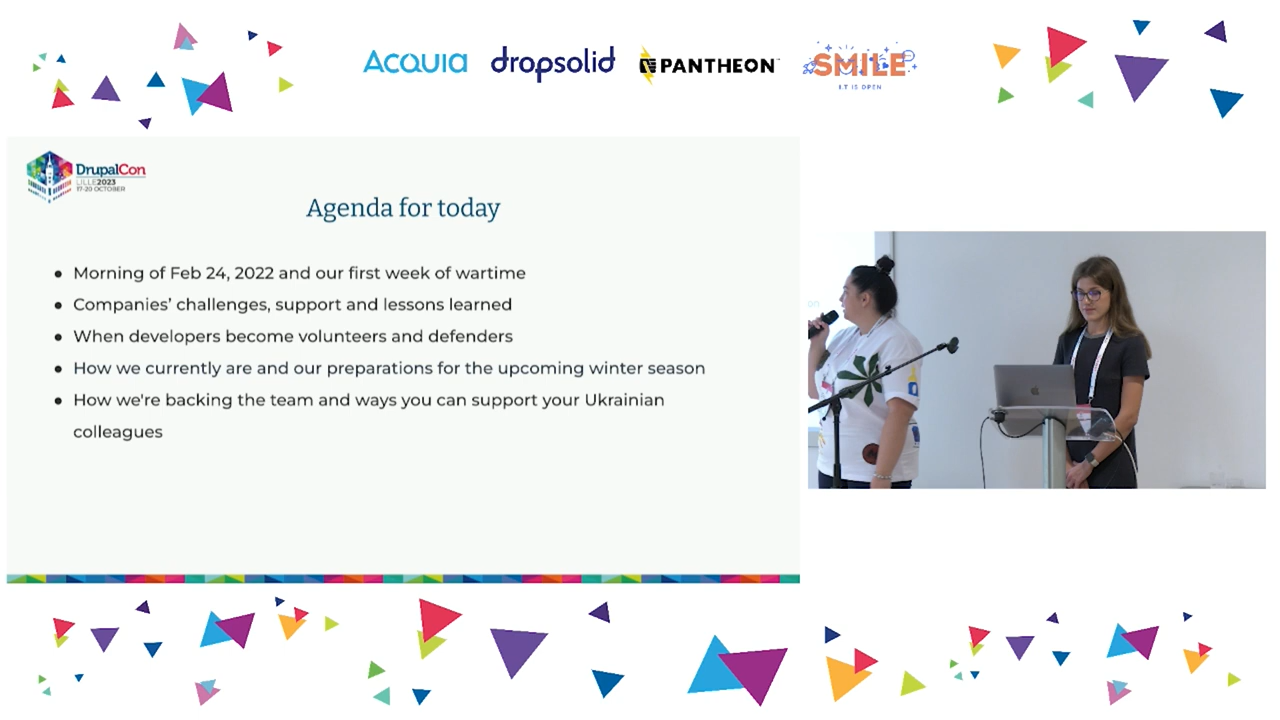 ACQUIA dropsolid PANTHEON SMILE
I.T IS OPEN
DrupalCon
LILLE2023
17-20 OCTOBER
Agenda for today
● Morning of Feb 24, 2022 and our first week of wartime
● Companies’ challenges, support and lessons learned
● When developers become volunteers and defenders
● How we currently are and our preparations for the upcoming winter season
● How we're backing the team and ways you can support your Ukrainian
colleagues